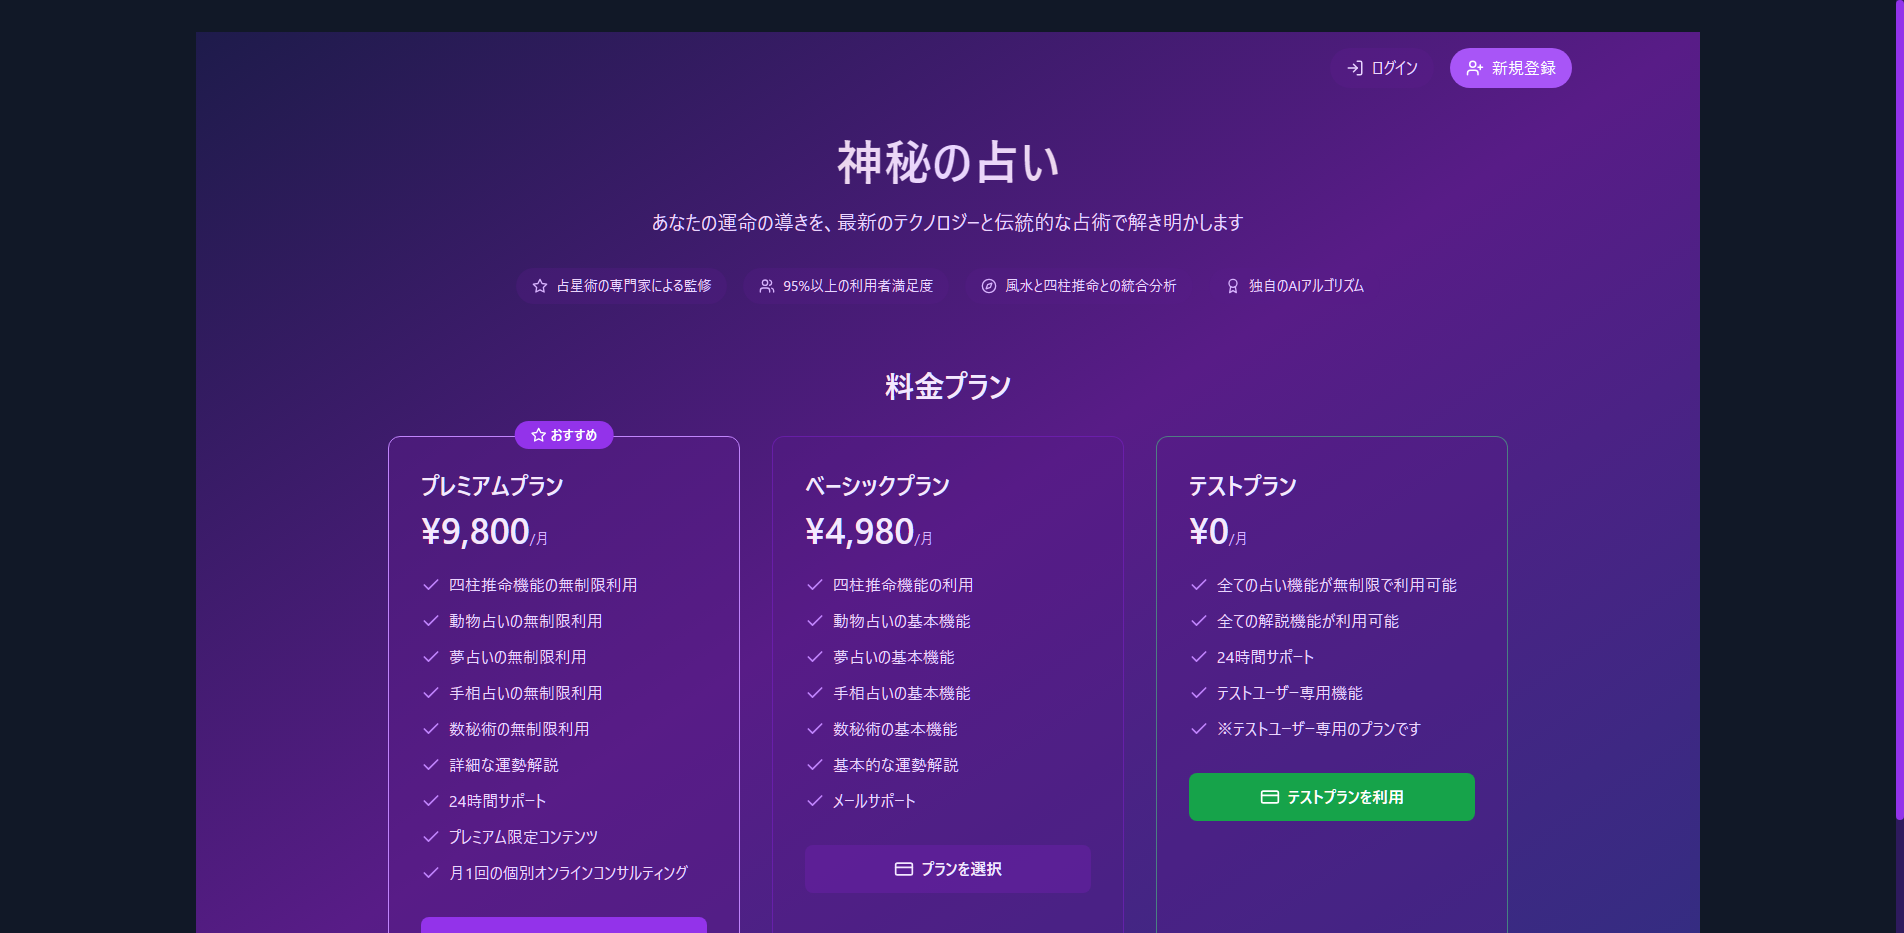 ログイン
新規登録
神秘の占い
あなたの運命の導きを、最新のテクノロジーと伝統的な占術で解き明かします
占星術の専門家による監修
95%以上の利用者満足度
風水と四柱推命との統合分析
独自のAIアルゴリズム
料金プラン
おすすめ
プレミアムプラン
¥9,800/月
四柱推命機能の無制限利用
動物占いの無制限利用
夢占いの無制限利用
手相占いの無制限利用
数秘術の無制限利用
詳細な運勢解説
24時間サポート
プレミアム限定コンテンツ
月1回の個別オンラインコンサルティング
ベーシックプラン
¥4,980/月
四柱推命機能の利用
動物占いの基本機能
夢占いの基本機能
手相占いの基本機能
数秘術の基本機能
基本的な運勢解説
メールサポート
プランを選択
テストプラン
¥0/月
全ての占い機能が無制限で利用可能
全ての解説機能が利用可能
24時間サポート
テストユーザー専用機能
※テストユーザー専用のプランです
テストプランを利用